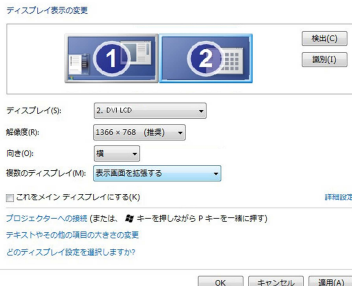 ディスプレイ表示の変更
1 2
検出(C)
識別(I)
ディスプレイ(S): 2. DVI-LCD
解像度(R): 1366 × 768 (推奨)
向き(O): 横
複数のディスプレイ(M): 表示画面を拡張する
これをメイン ディスプレイにする(K) 詳細設定
プロジェクターへの接続 (または、 キーを押しながら P キーを一緒に押す)
テキストやその他の項目の大きさの変更
どのディスプレイ設定を選択しますか?
OK キャンセル 適用(A)